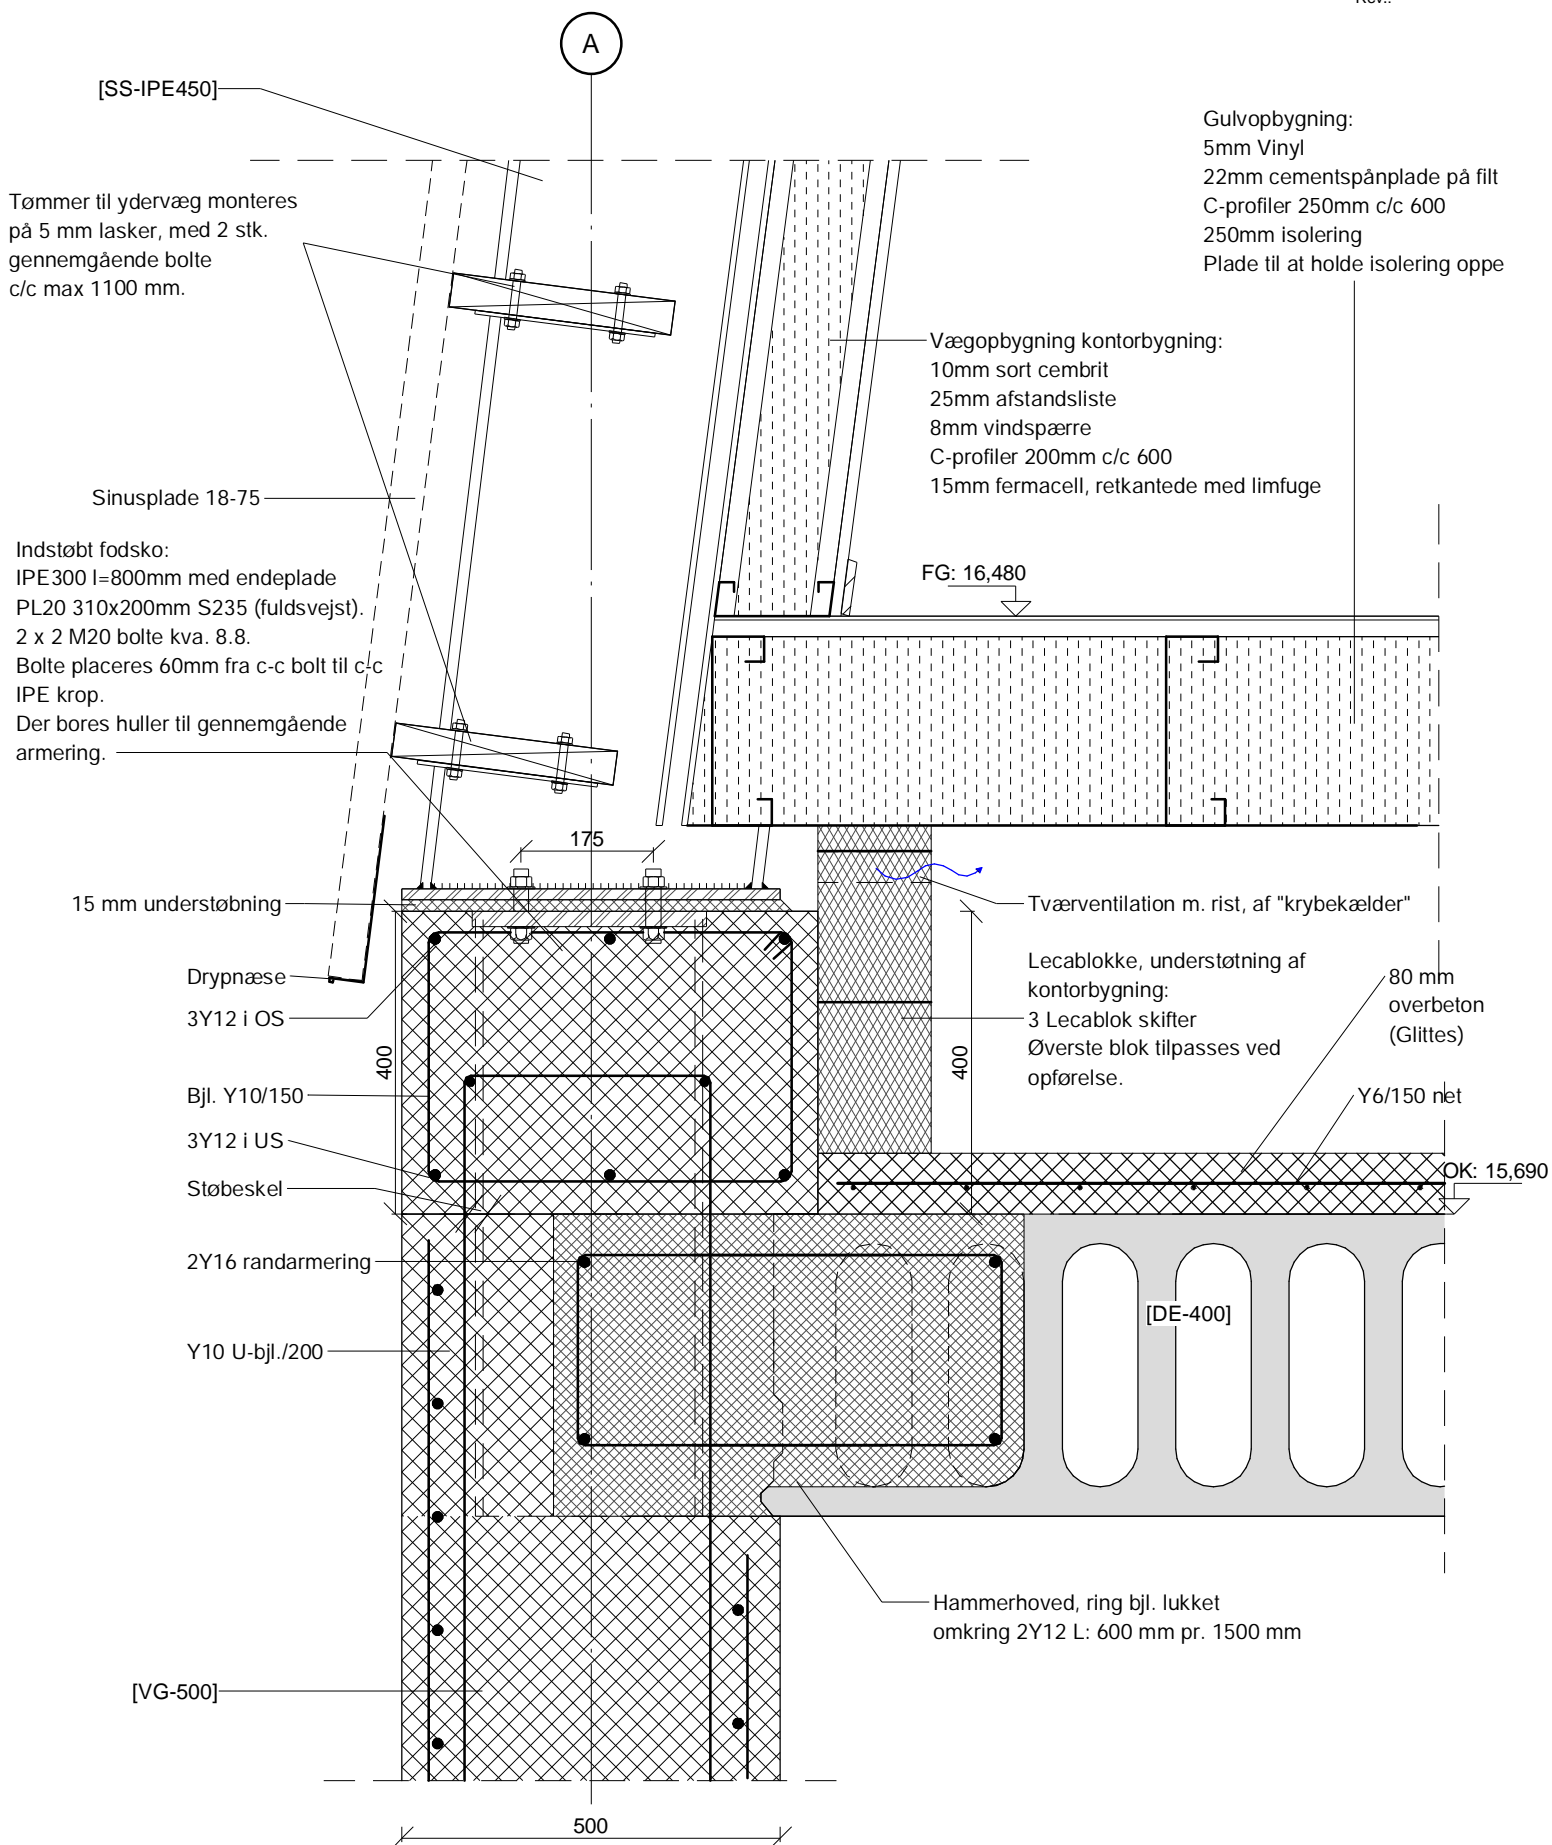 Rev.:
A
[SS-IPE450]
Gulvopbygning:
5mm Vinyl
22mm cementspånplade på filt
C-profiler 250mm c/c 600
250mm isolering
Plade til at holde isolering oppe
Tømmer til ydervæg monteres
på 5 mm lasker, med 2 stk.
gennemgående bolte
c/c max 1100 mm.
Vægopbygning kontorbygning:
10mm sort cembrit
25mm afstandsliste
8mm vindspærre
C-profiler 200mm c/c 600
15mm fermacell, retkantede med limfuge
Sinusplade 18-75
Indstøbt fodsko:
IPE300 l=800mm med endeplade
PL20 310x200mm S235 (fuldsvejst).
2 x 2 M20 bolte kva. 8.8.
Bolte placeres 60mm fra c-c bolt til c-c
IPE krop.
Der bores huller til gennemgående
armering.
FG: 16,480
175
15 mm understøbning
Tværventilation m. rist, af "krybekælder"
Drypnæse
3Y12 i OS
Lecablokke, understøtning af
kontorbygning:
3 Lecablok skifter
Øverste blok tilpasses ved
opførelse.
80 mm
overbeton
(Glittes)
400
400
Bjl. Y10/150
Y6/150 net
3Y12 i US
OK: 15,690
Støbeskel
2Y16 randarmering
[DE-400]
Y10 U-bjl./200
Hammerhoved, ring bjl. lukket
omkring 2Y12 L: 600 mm pr. 1500 mm
[VG-500]
500